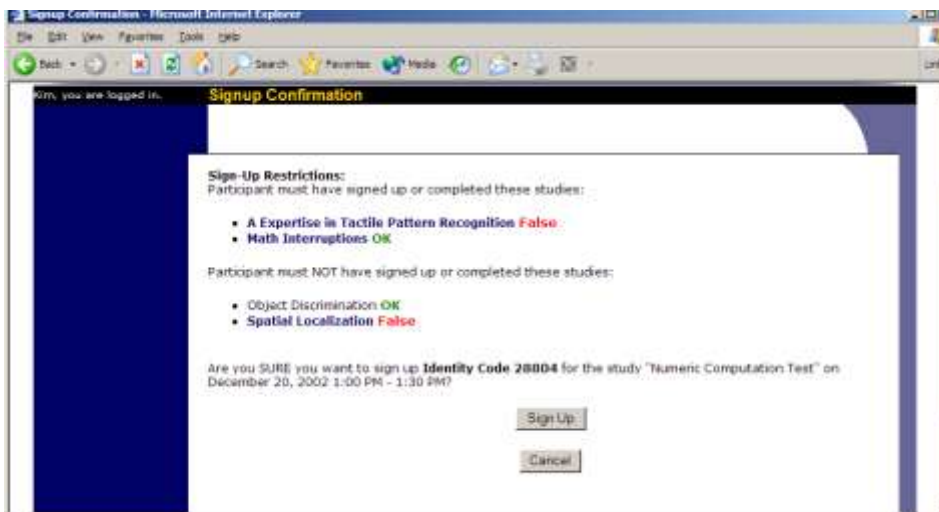 Signup Confirmation - Microsoft Internet Explorer
File Edit View Favorites Tools Help
Back Search Favorites Media
Kim, you are logged in. Signup Confirmation
Sign-Up Restrictions:
Participant must have signed up or completed these studies:
• A Expertise in Tactile Pattern Recognition False
• Math Interruptions OK
Participant must NOT have signed up or completed these studies:
• Object Discrimination OK
• Spatial Localization False
Are you SURE you want to sign up Identity Code 28804 for the study "Numeric Computation Test" on
December 20, 2002 1:00 PM - 1:30 PM?
Sign Up
Cancel